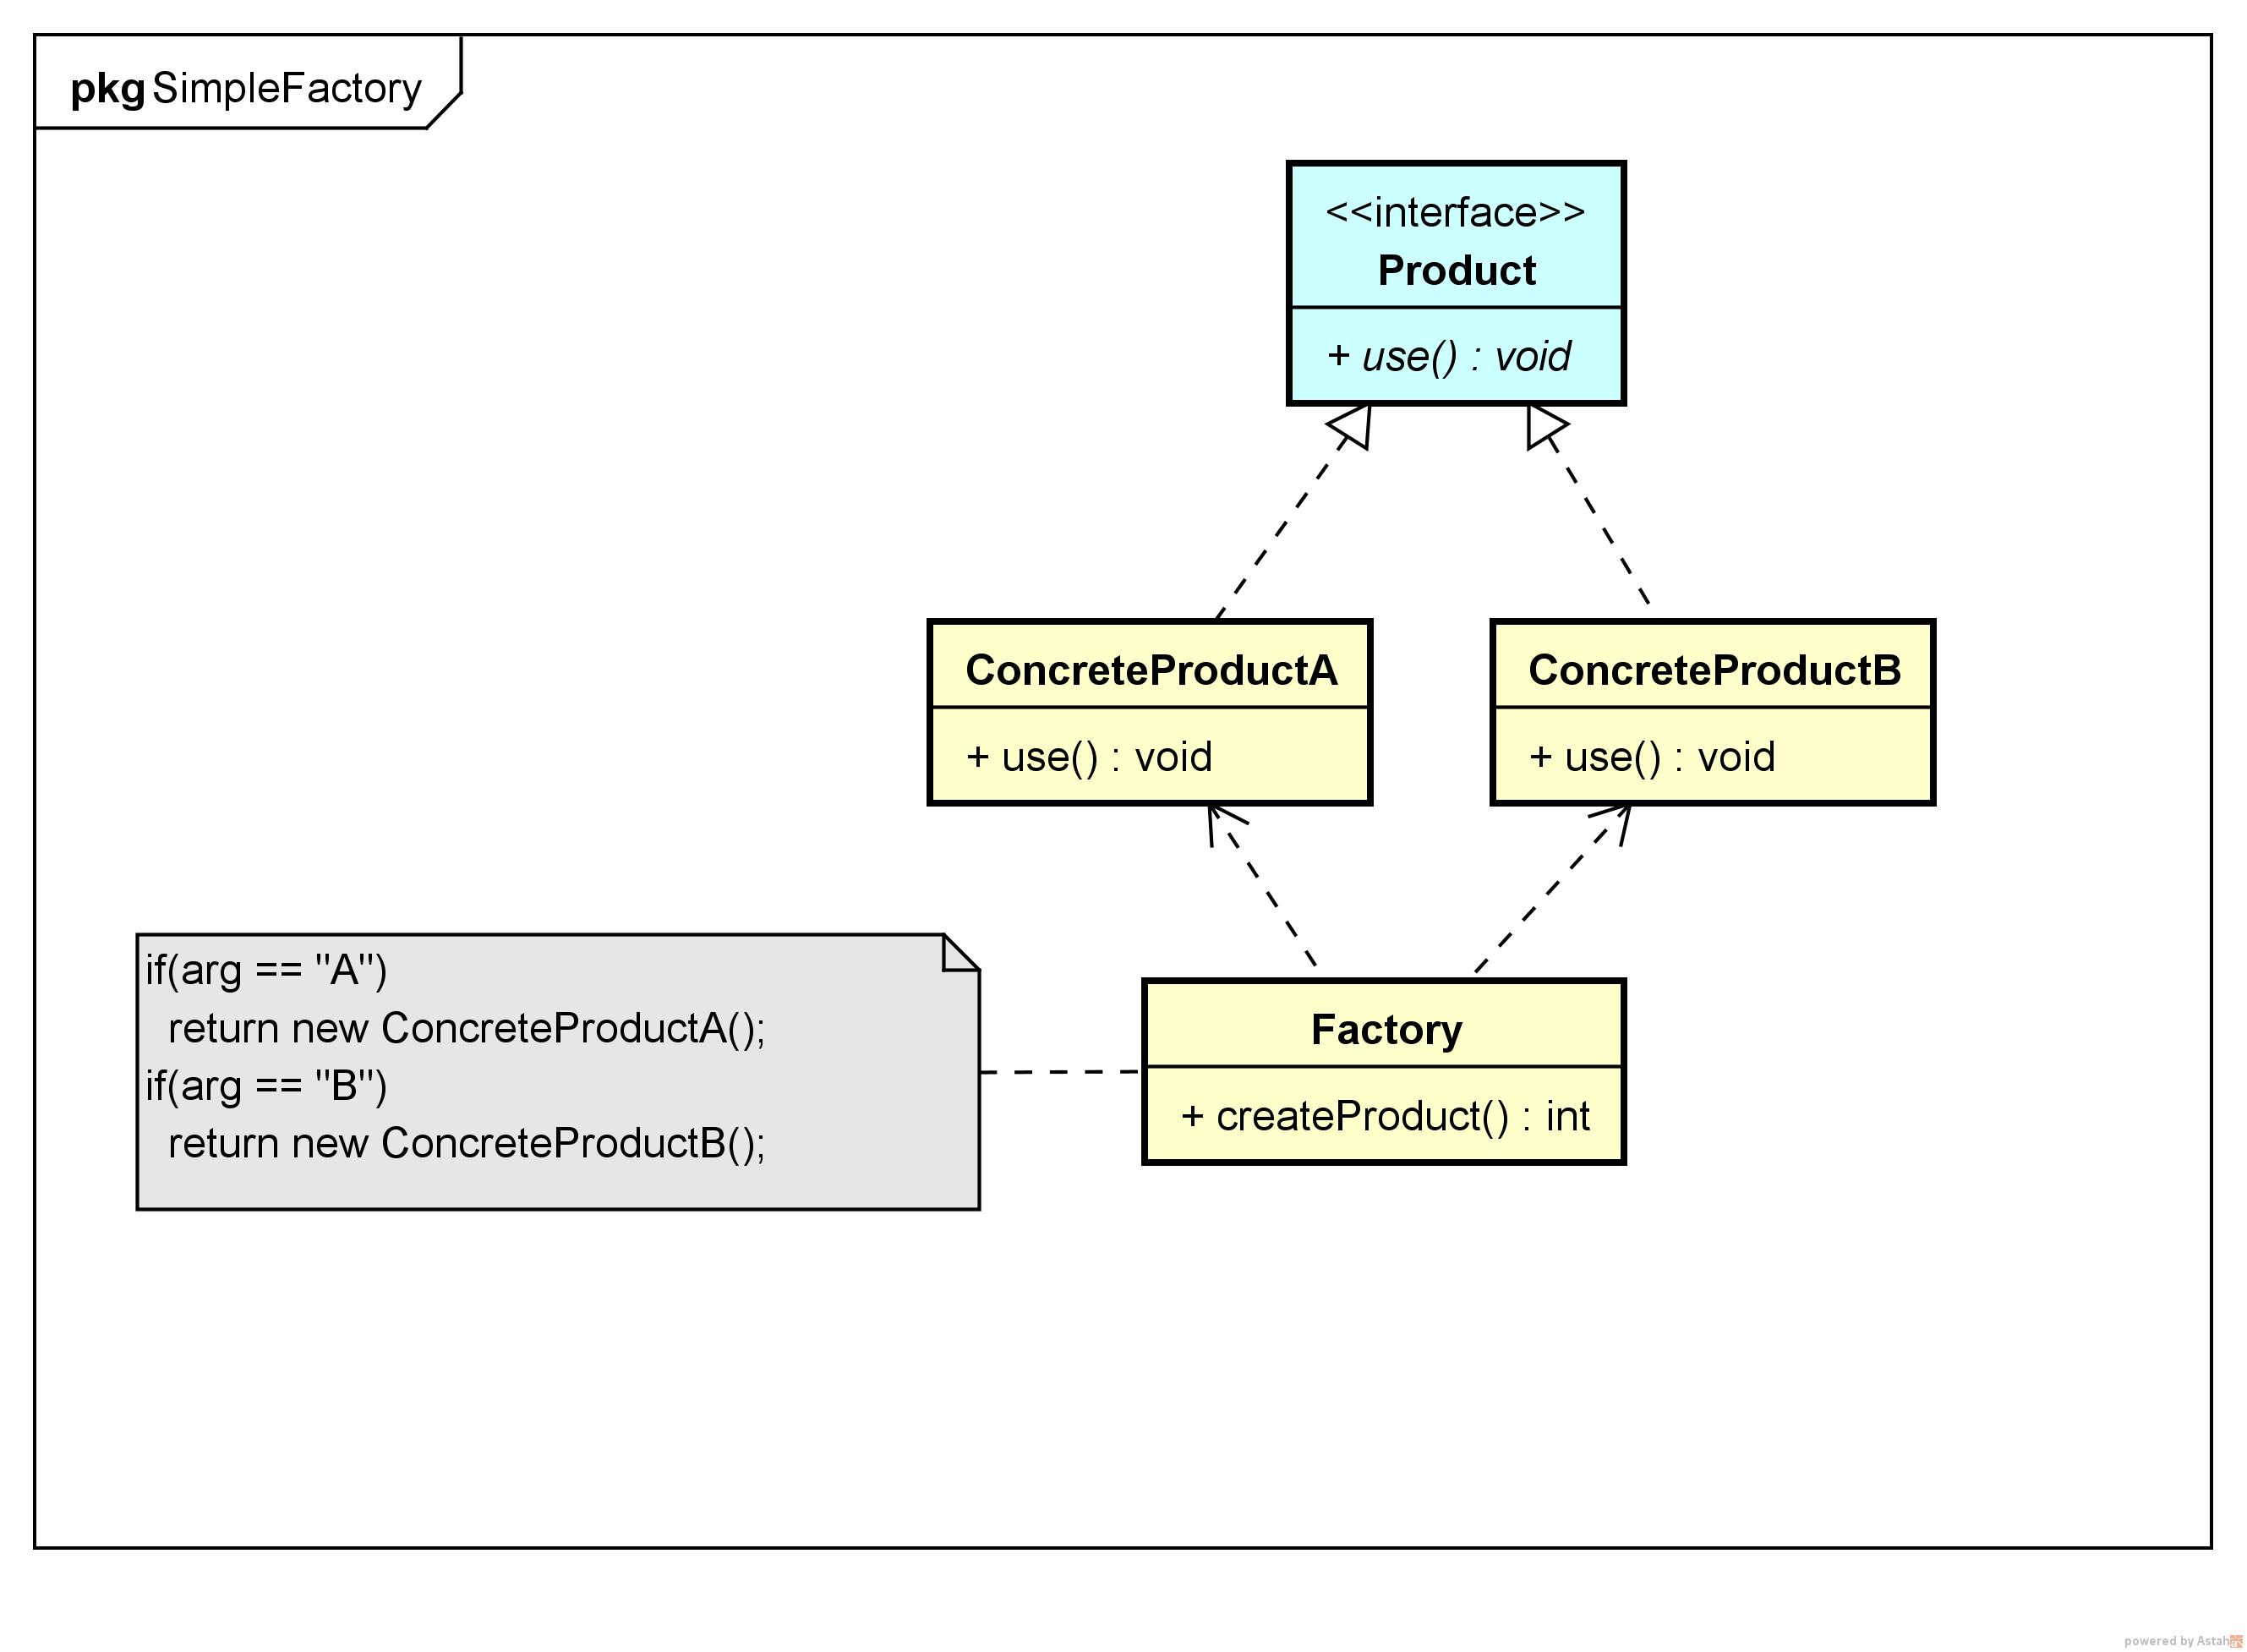 pkg SimpleFactory
<<interface>>
Product
+ use() : void
ConcreteProductA
+ use() : void
ConcreteProductB
+ use() : void
if(arg == "A")
return new ConcreteProductA();
if(arg == "B")
return new ConcreteProductB();
Factory
+ createProduct() : int
powered by Astah